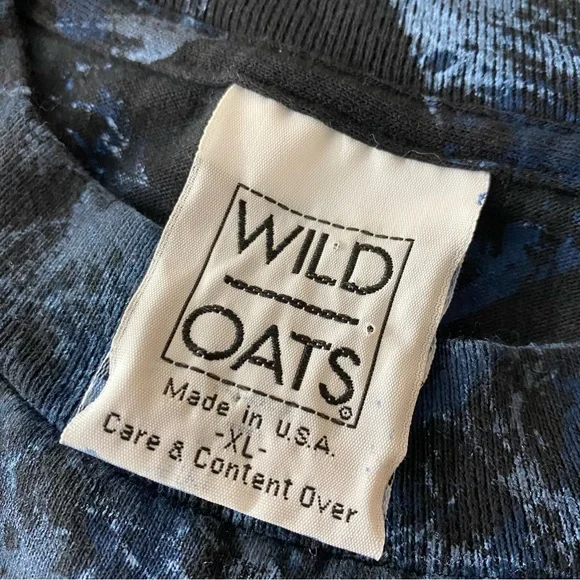 WILD
OATS®
Made in U.S.A.
-XL-
Care & Content Over